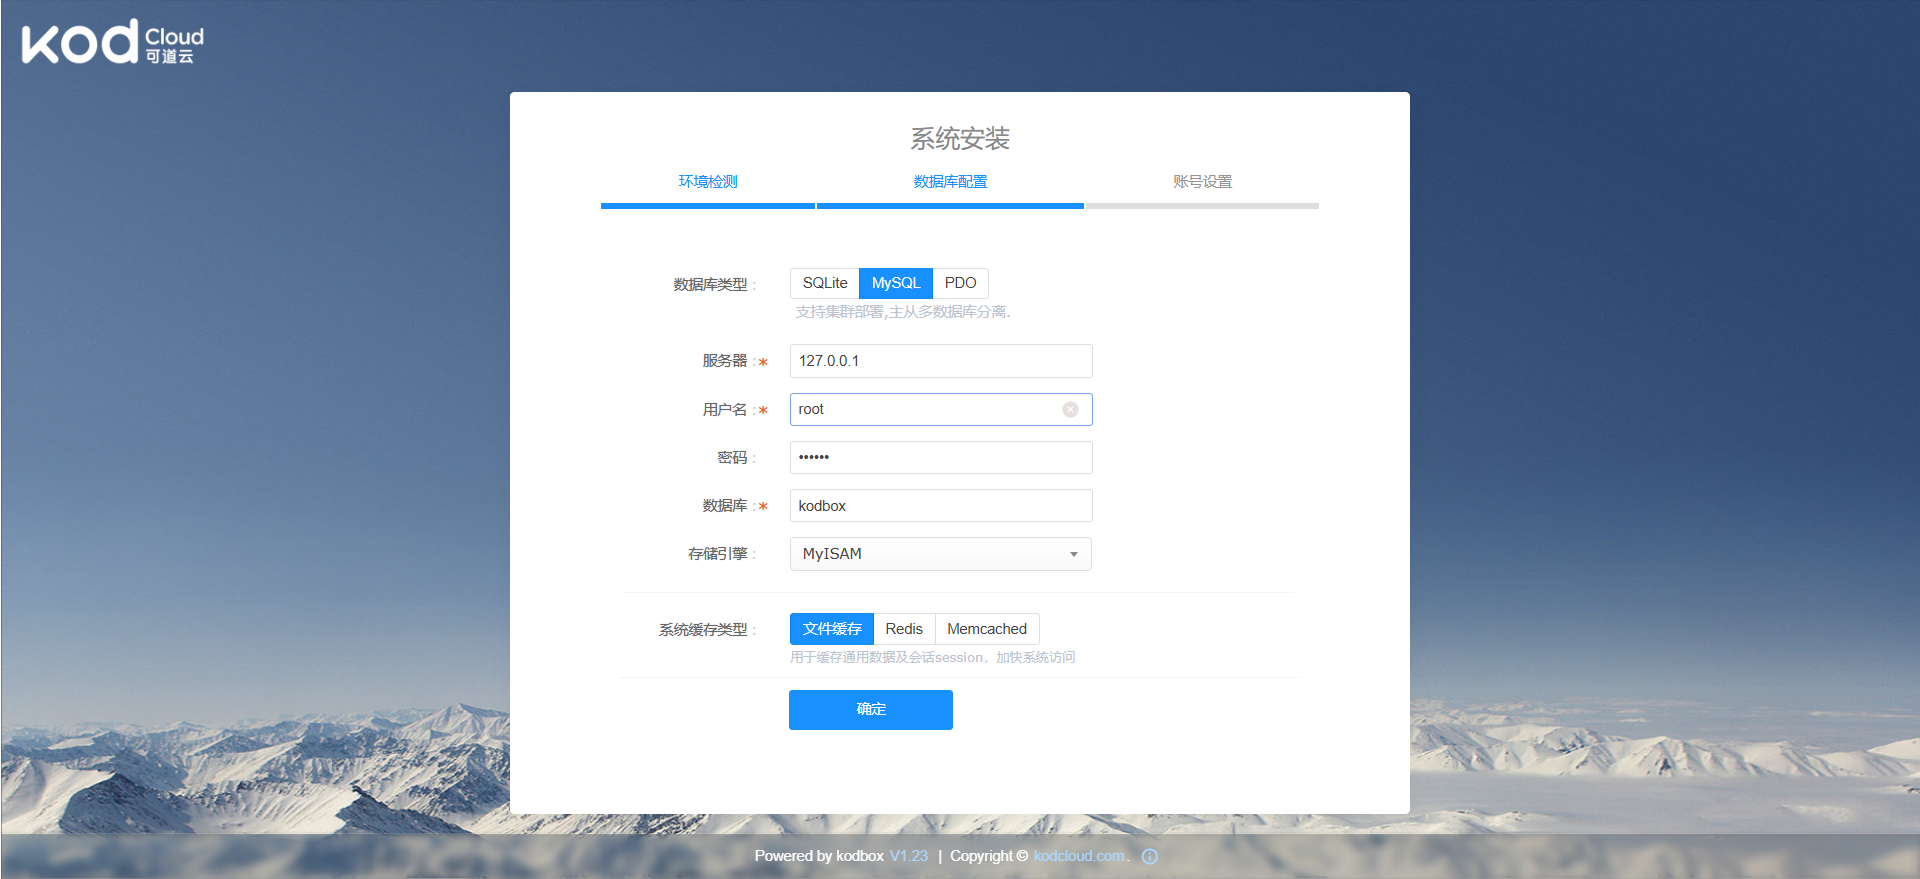 kod Cloud
可道云
系统安装
环境检测 数据库配置 账号设置
数据库类型 : SQLite MySQL PDO
支持集群部署,主从多数据库分离.
服务器 :* 127.0.0.1
用户名 :* root
密码 : ••••••
数据库 :* kodbox
存储引擎 : MyISAM
系统缓存类型 : 文件缓存 Redis Memcached
用于缓存通用数据及会话session，加快系统访问
确定
Powered by kodbox V1.23 | Copyright © kodcloud.com.